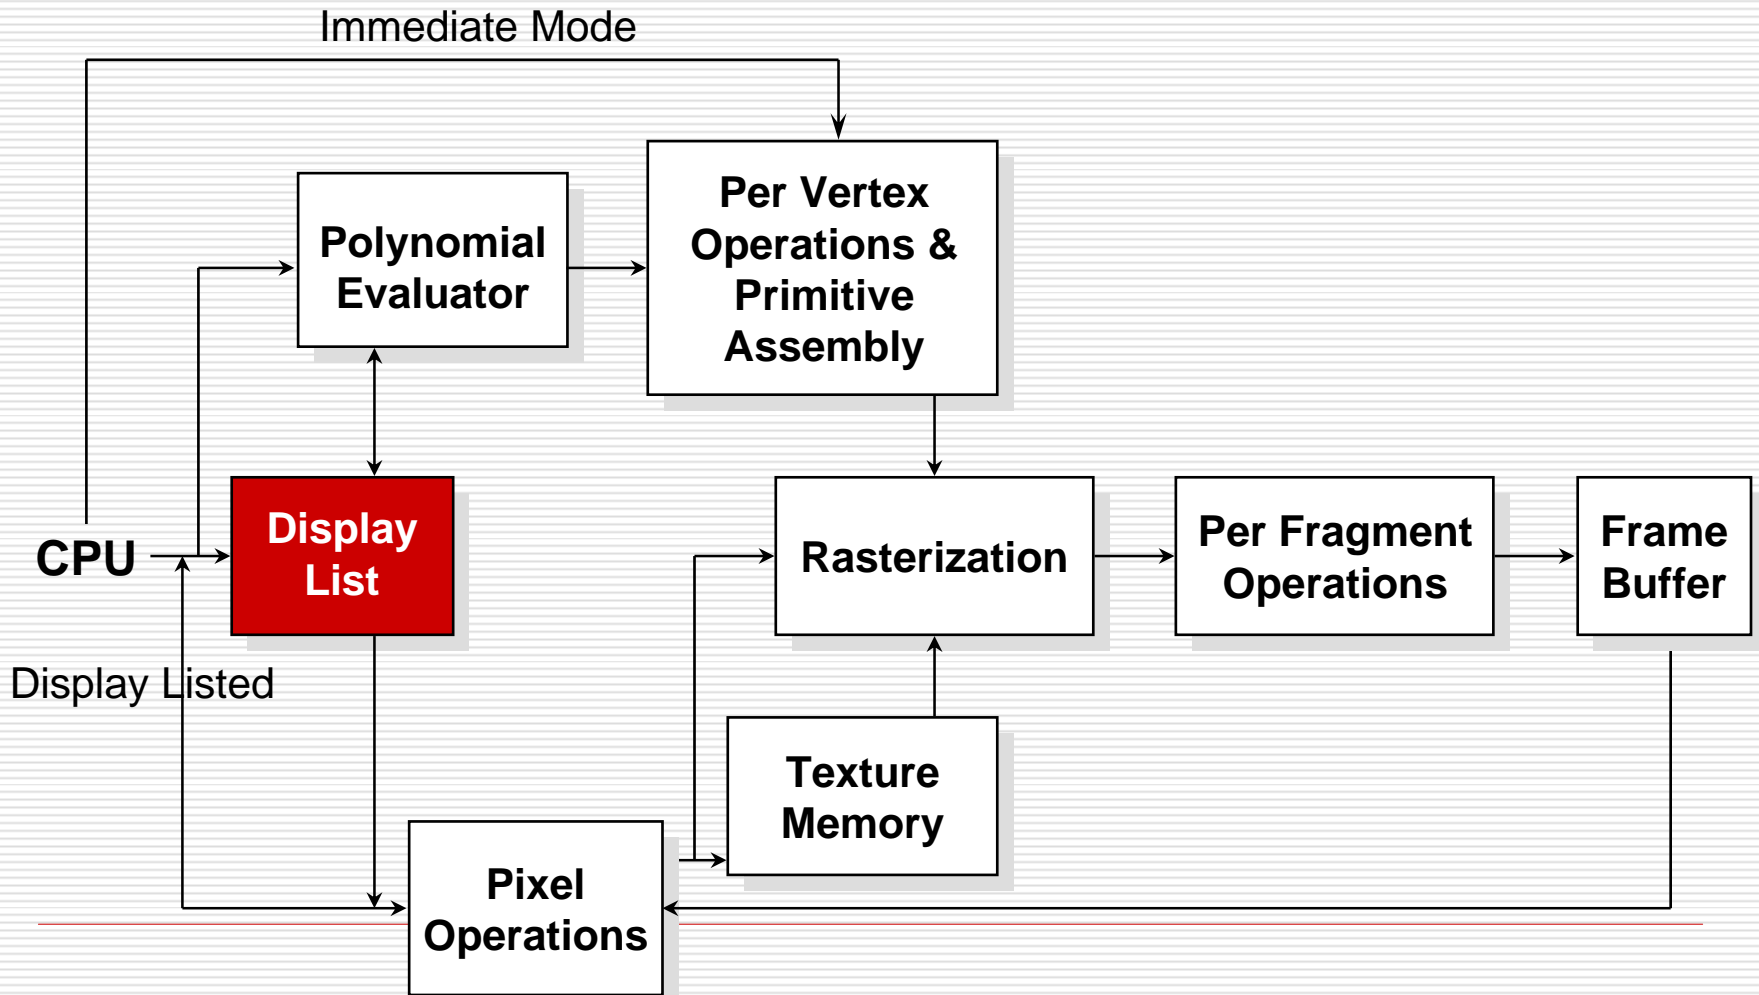 Immediate Mode
Polynomial
Evaluator
Per Vertex
Operations &
Primitive
Assembly
CPU
Display
List
Rasterization
Per Fragment
Operations
Frame
Buffer
Display Listed
Texture
Memory
Pixel
Operations